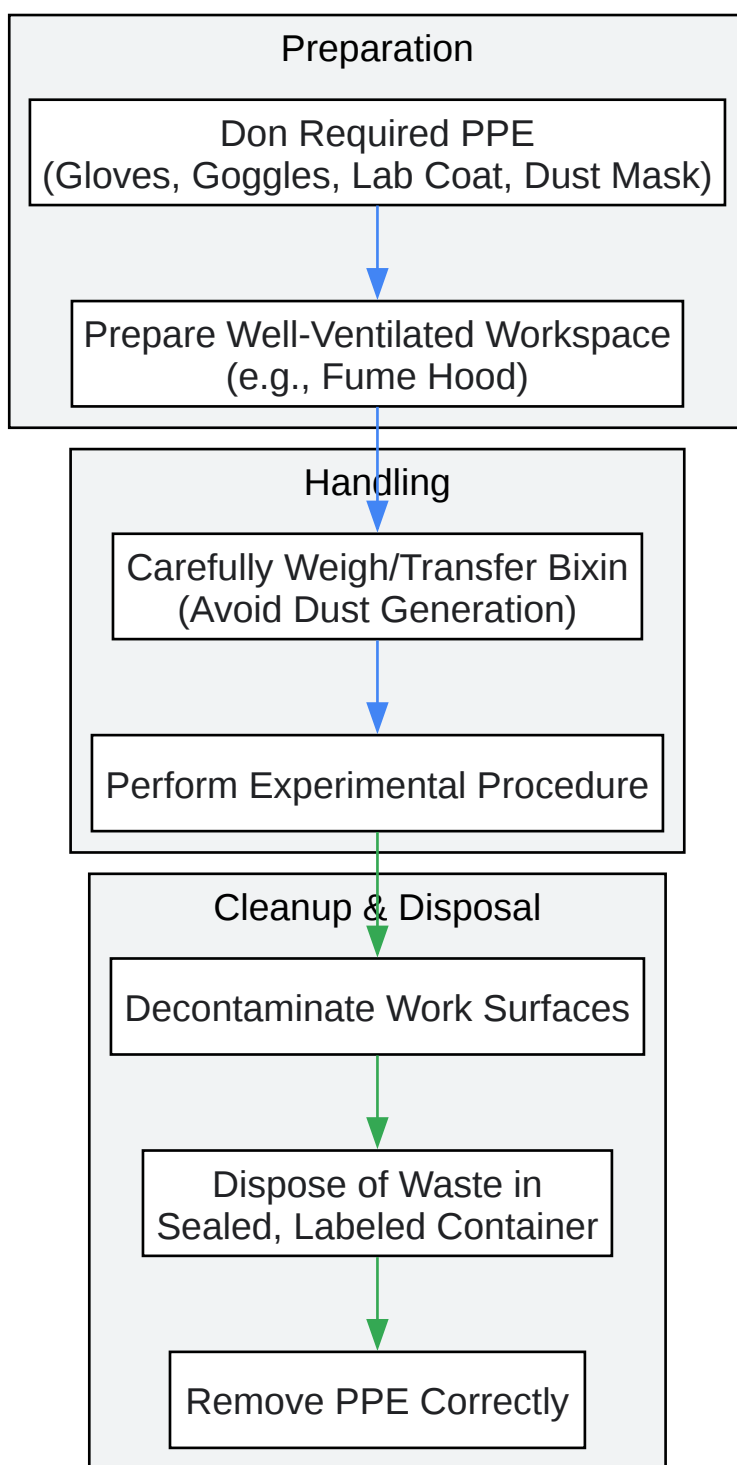 Preparation
Don Required PPE
(Gloves, Goggles, Lab Coat, Dust Mask)
Prepare Well-Ventilated Workspace
(e.g., Fume Hood)
Handling
Carefully Weigh/Transfer Bixin
(Avoid Dust Generation)
Perform Experimental Procedure
Cleanup & Disposal
Decontaminate Work Surfaces
Dispose of Waste in
Sealed, Labeled Container
Remove PPE Correctly